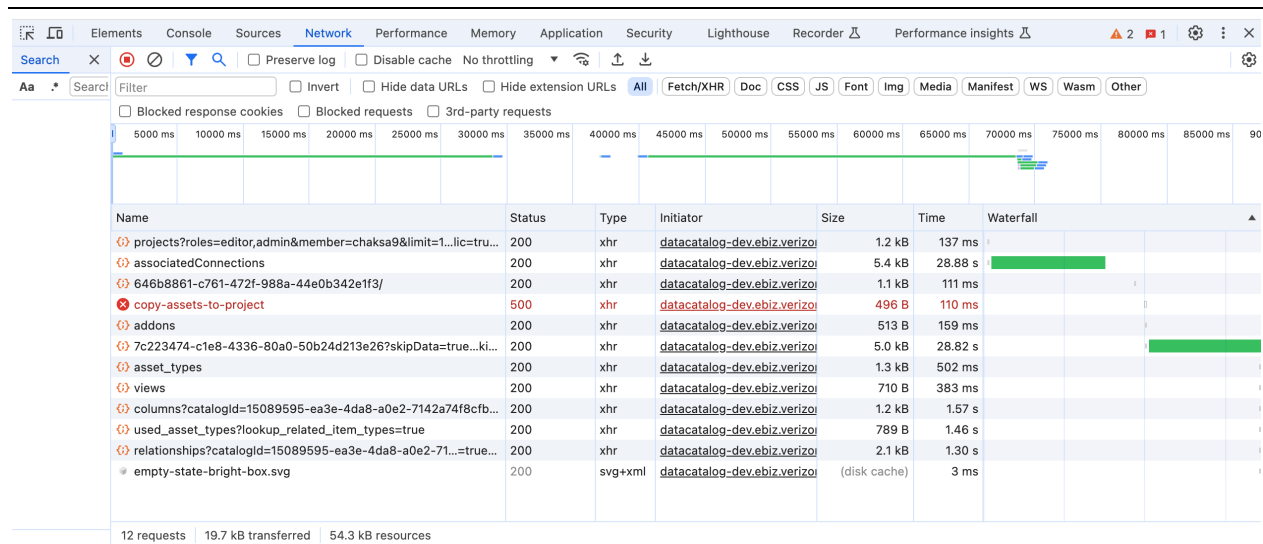 Elements Console Sources Network Performance Memory Application Security Lighthouse Recorder Performance insights 2 1
Search Preserve log Disable cache No throttling
Aa .* Search Filter Invert Hide data URLs Hide extension URLs All Fetch/XHR Doc CSS JS Font Img Media Manifest WS Wasm Other
Blocked response cookies Blocked requests 3rd-party requests
5000 ms 10000 ms 15000 ms 20000 ms 25000 ms 30000 ms 35000 ms 40000 ms 45000 ms 50000 ms 55000 ms 60000 ms 65000 ms 70000 ms 75000 ms 80000 ms 85000 ms 90
Name Status Type Initiator Size Time Waterfall
projects?roles=editor,admin&member=chaksa9&limit=1...lic=tru... 200 xhr datacatalog-dev.ebiz.verizon 1.2 kB 137 ms
associatedConnections 200 xhr datacatalog-dev.ebiz.verizon 5.4 kB 28.88 s
646b8861-c761-472f-988a-44e0b342e1f3/ 200 xhr datacatalog-dev.ebiz.verizon 1.1 kB 111 ms
copy-assets-to-project 500 xhr datacatalog-dev.ebiz.verizon 496 B 110 ms
addons 200 xhr datacatalog-dev.ebiz.verizon 513 B 159 ms
7c223474-c1e8-4336-80a0-50b24d213e26?skipData=true...ki... 200 xhr datacatalog-dev.ebiz.verizon 5.0 kB 28.82 s
asset_types 200 xhr datacatalog-dev.ebiz.verizon 1.3 kB 502 ms
views 200 xhr datacatalog-dev.ebiz.verizon 710 B 383 ms
columns?catalogId=15089595-ea3e-4da8-a0e2-7142a74f8cfb... 200 xhr datacatalog-dev.ebiz.verizon 1.2 kB 1.57 s
used_asset_types?lookup_related_item_types=true 200 xhr datacatalog-dev.ebiz.verizon 789 B 1.46 s
relationships?catalogId=15089595-ea3e-4da8-a0e2-71...=true... 200 xhr datacatalog-dev.ebiz.verizon 2.1 kB 1.30 s
empty-state-bright-box.svg 200 svg+xml datacatalog-dev.ebiz.verizon (disk cache) 3 ms
12 requests 19.7 kB transferred 54.3 kB resources